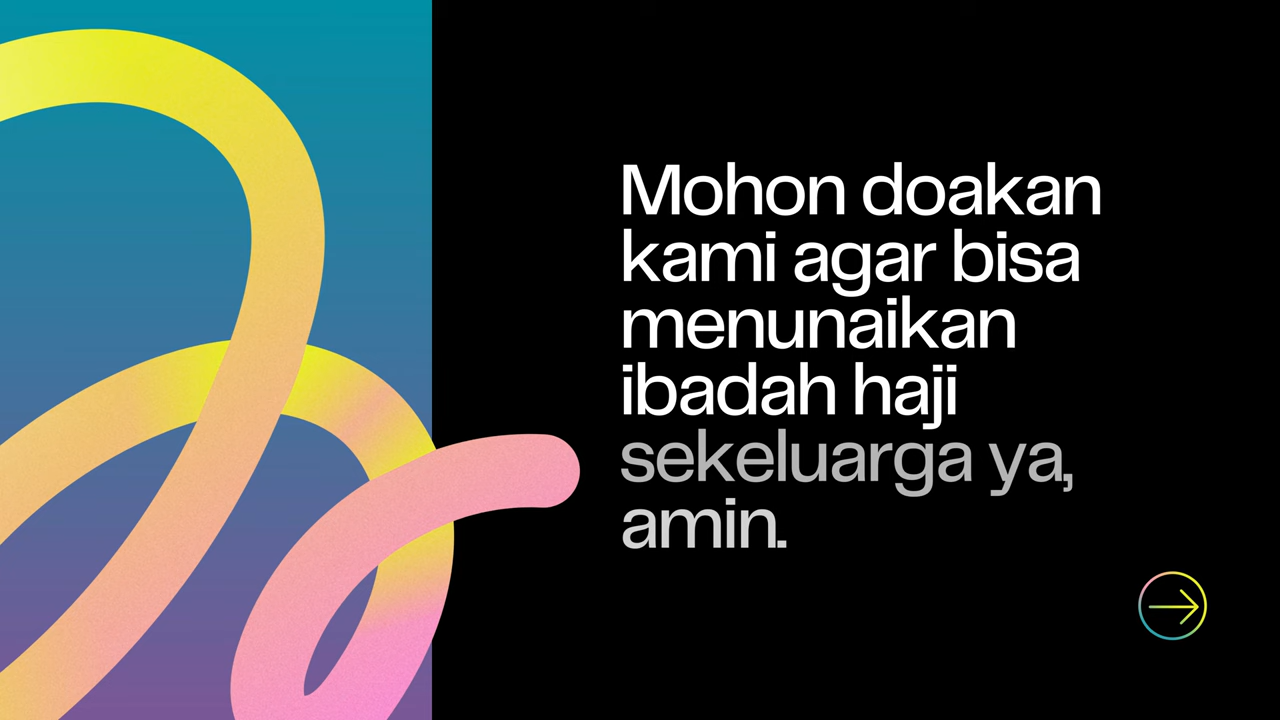 Mohon doakan
kami agar bisa
menunaikan
ibadah haji
sekeluarga ya,
amin.